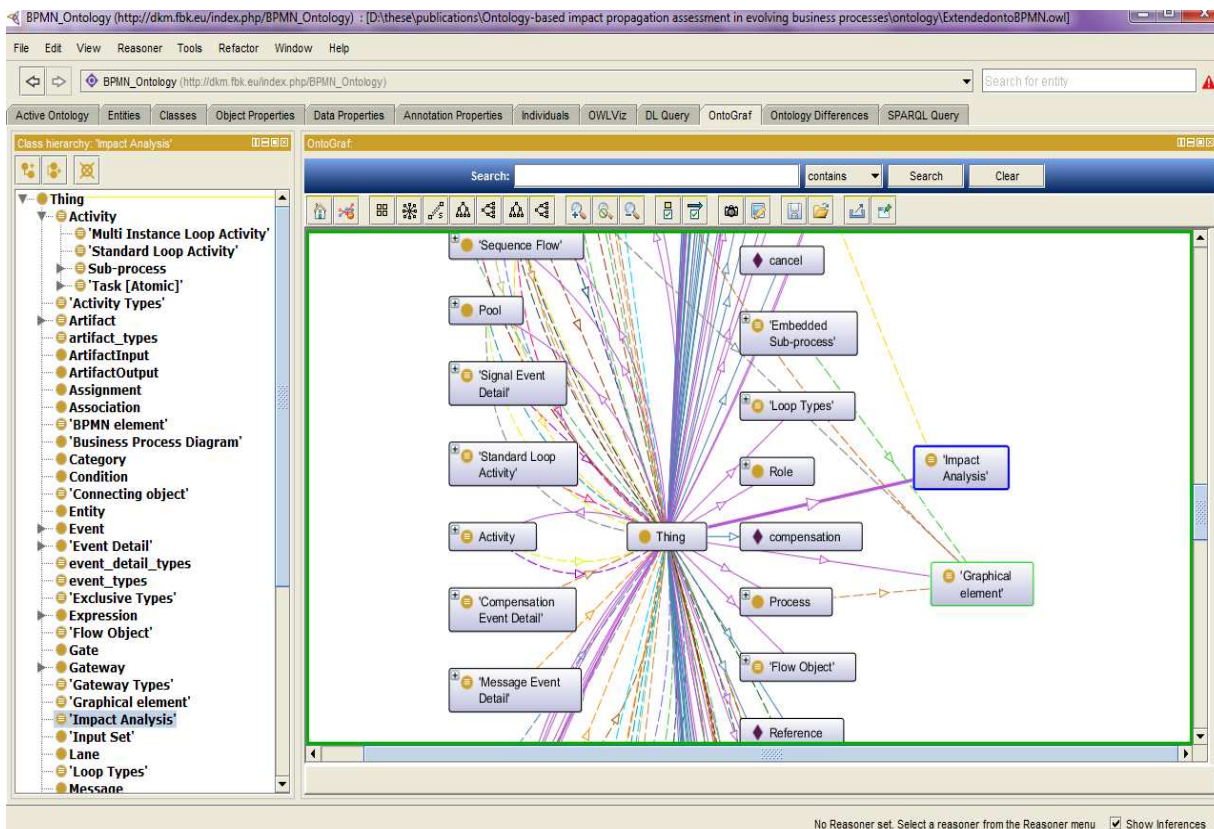 BPMN_Ontology (http://dkm.fbk.eu/index.php/BPMN_Ontology) : [D:\these\publications\Ontology-based impact propagation assessment in evolving business processes\ontology\ExtendedontoBPMN.owl]
File Edit View Reasoner Tools Refactor Window Help
BPMN_Ontology (http://dkm.fbk.eu/index.php/BPMN_Ontology)
Search for entity
Active Ontology Entities Classes Object Properties Data Properties Annotation Properties Individuals OWLViz DL Query OntoGraf Ontology Differences SPARQL Query
Class hierarchy: 'Impact Analysis'
Thing
Activity
'Multi Instance Loop Activity'
'Standard Loop Activity'
Sub-process
'Task [Atomic]'
'Activity Types'
Artifact
artifact_types
ArtifactInput
ArtifactOutput
Assignment
Association
'BPMN element'
'Business Process Diagram'
Category
Condition
'Connecting object'
Entity
Event
'Event Detail'
event_detail_types
event_types
'Exclusive Types'
Expression
'Flow Object'
Gate
Gateway
'Gateway Types'
'Graphical element'
'Impact Analysis'
'Input Set'
Lane
'Loop Types'
Message
OntoGraf:
Search: contains Search Clear
'Sequence Flow'
cancel
Pool
'Embedded
Sub-process'
'Signal Event
Detail'
'Loop Types'
'Standard Loop
Activity'
Role
'Impact
Analysis'
Activity
Thing
compensation
'Graphical
element'
'Compensation
Event Detail'
Process
'Message Event
Detail'
'Flow Object'
Reference
No Reasoner set. Select a reasoner from the Reasoner menu Show Inferences